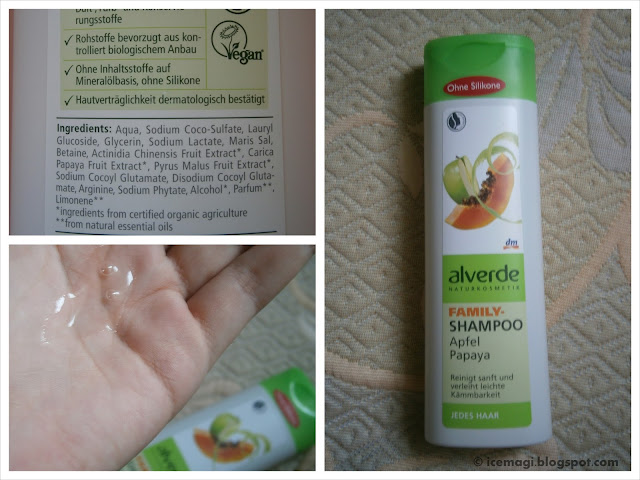 rungsstoffe
✓ Rohstoffe bevorzugt aus kon-
trolliert biologischem Anbau
✓ Ohne Inhaltsstoffe auf
Mineralölbasis, ohne Silikone
✓ Hautverträglichkeit dermatologisch bestätigt
Vegan
Ingredients: Aqua, Sodium Coco-Sulfate, Lauryl
Glucoside, Glycerin, Sodium Lactate, Maris Sal,
Betaine, Actinidia Chinensis Fruit Extract*, Carica
Papaya Fruit Extract*, Pyrus Malus Fruit Extract*,
Sodium Cocoyl Glutamate, Disodium Cocoyl Gluta-
mate, Arginine, Sodium Phytate, Alcohol*, Parfum**,
Limonene**
*ingredients from certified organic agriculture
**from natural essential oils
Ohne Silikone
dm
alverde
NATURKOSMETIK
FAMILY-
SHAMPOO
Apfel
Papaya
Reinigt sanft und
verleiht leichte
Kämmbarkeit
JEDES HAAR
© icemagi.blogspot.com